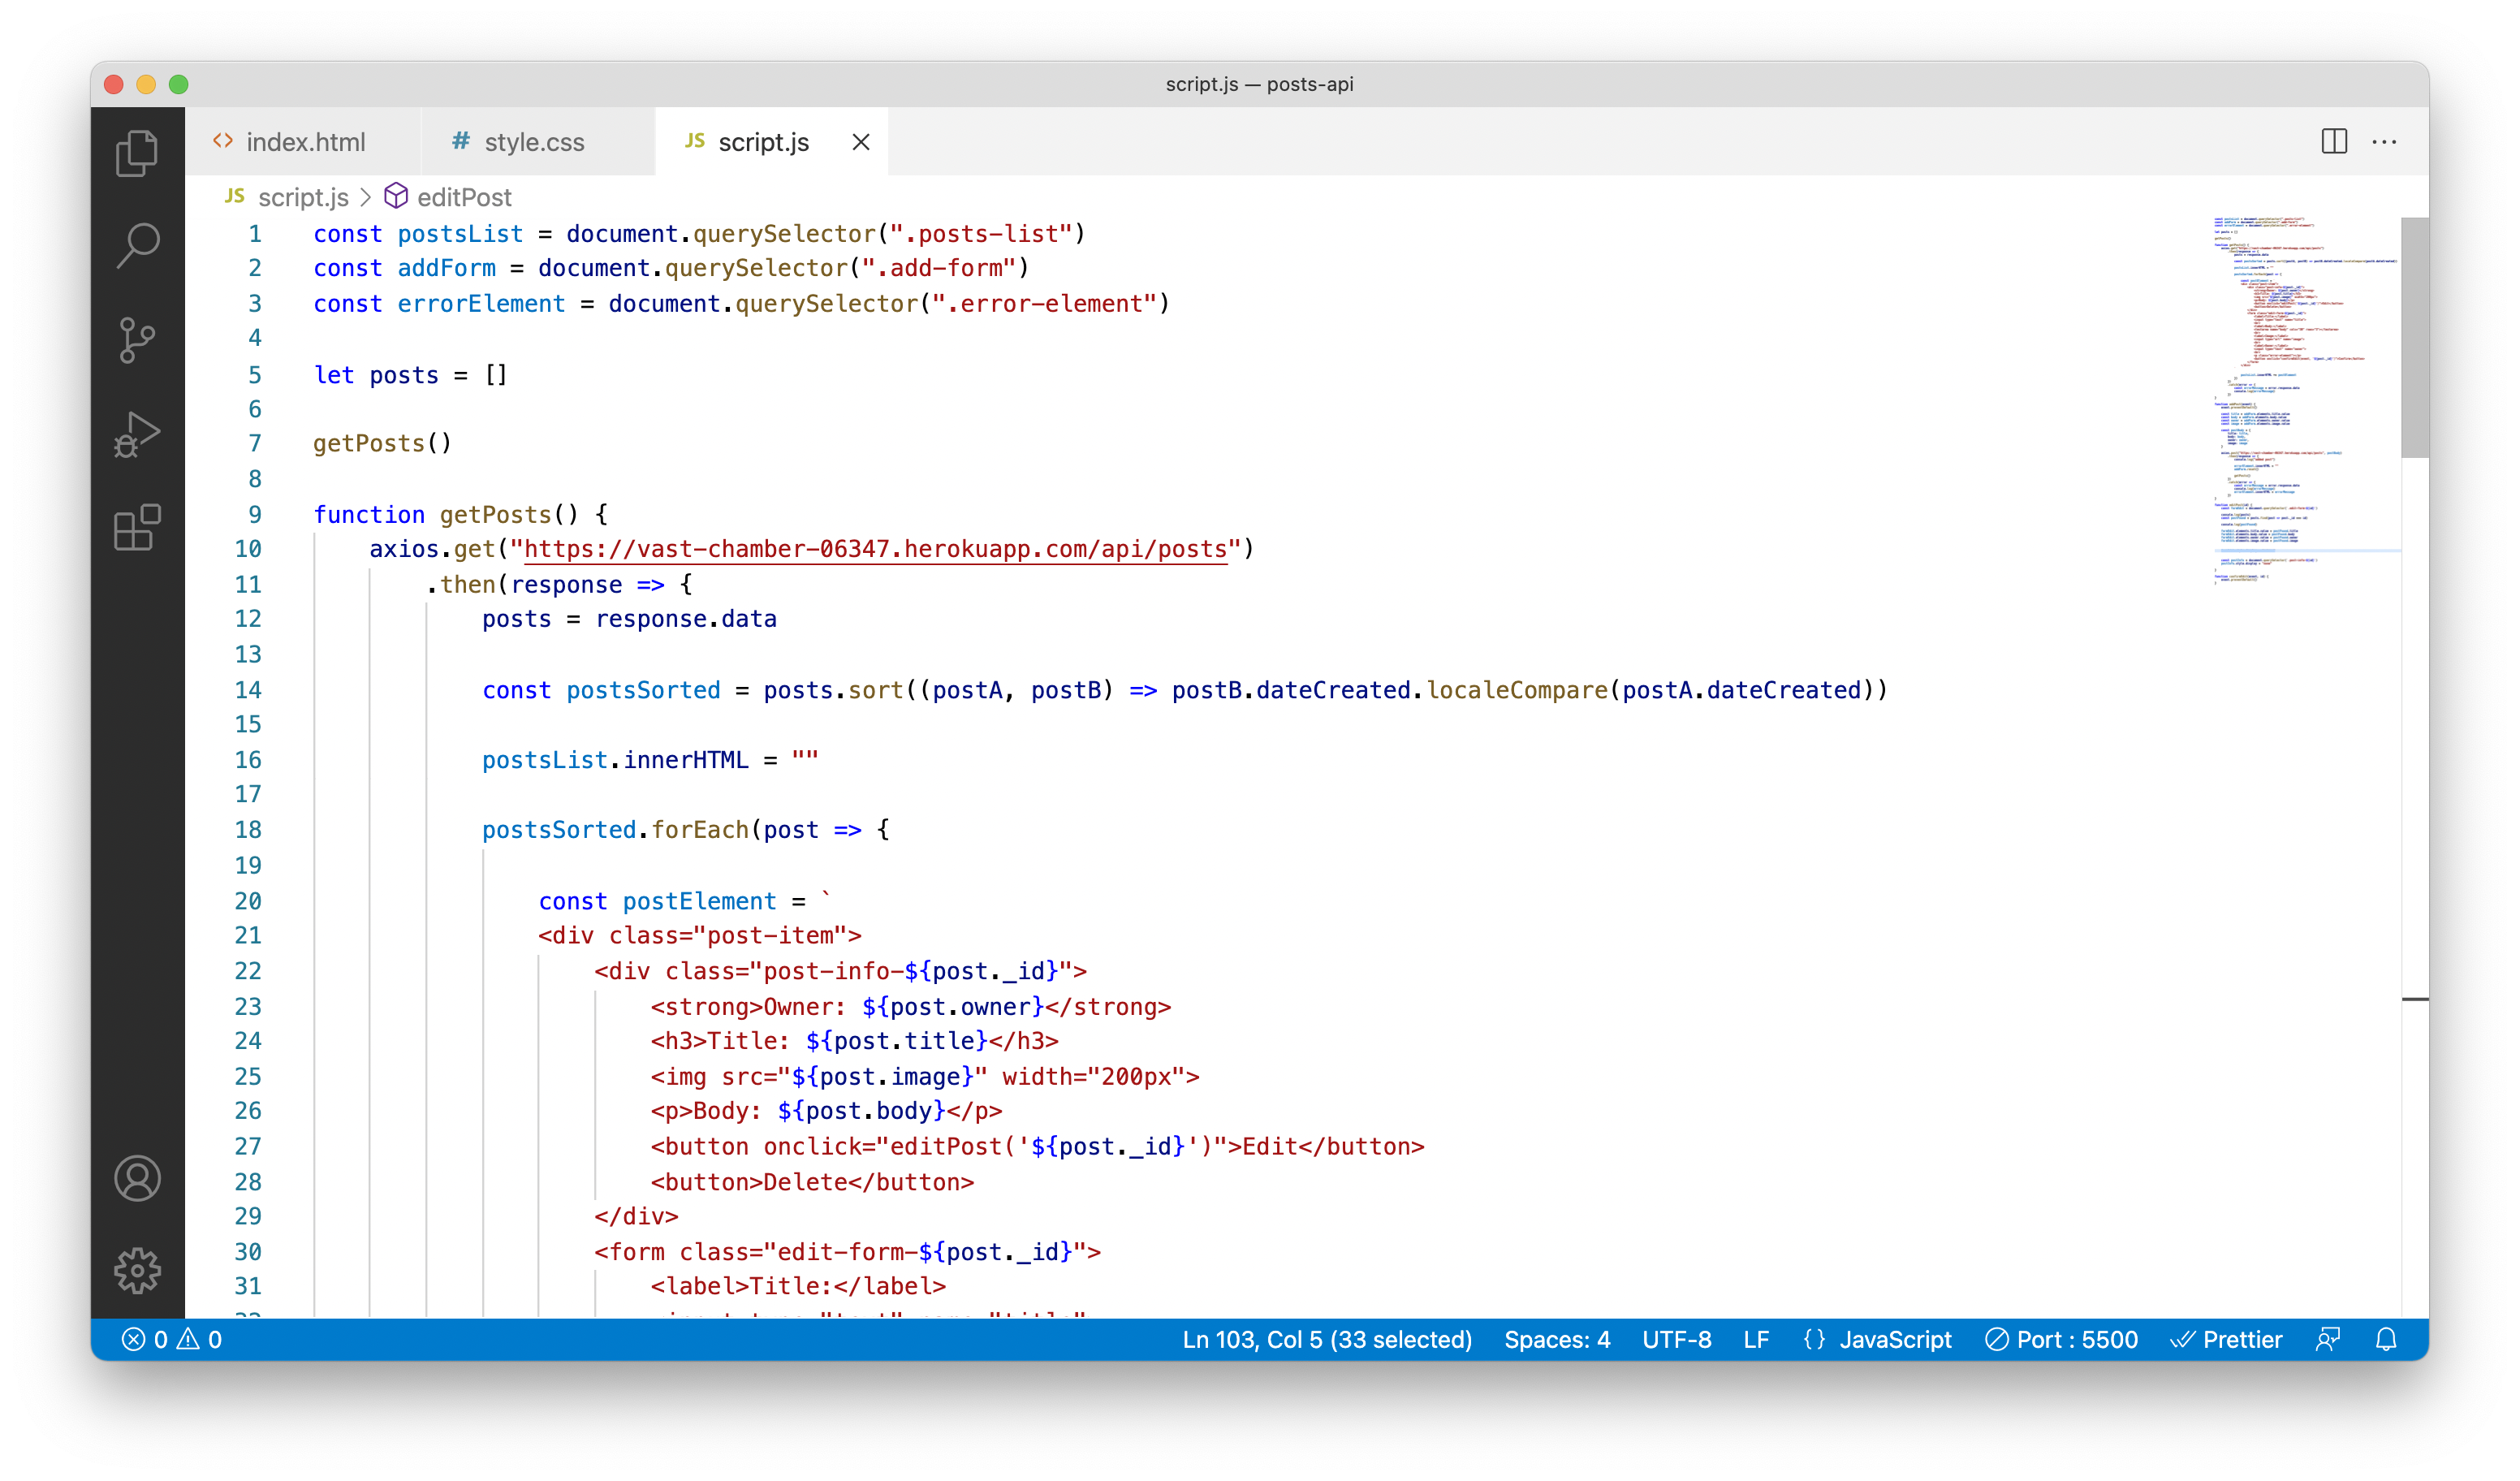 script.js — posts-api
index.html
# style.css
JS script.js
JS script.js > editPost
1 const postsList = document.querySelector(".posts-list")
2 const addForm = document.querySelector(".add-form")
3 const errorElement = document.querySelector(".error-element")
4
5 let posts = []
6
7 getPosts()
8
9 function getPosts() {
10 axios.get("https://vast-chamber-06347.herokuapp.com/api/posts")
11 .then(response => {
12 posts = response.data
13
14 const postsSorted = posts.sort((postA, postB) => postB.dateCreated.localeCompare(postA.dateCreated))
15
16 postsList.innerHTML = ""
17
18 postsSorted.forEach(post => {
19
20 const postElement = `
21 <div class="post-item">
22 <div class="post-info-${post._id}">
23 <strong>Owner: ${post.owner}</strong>
24 <h3>Title: ${post.title}</h3>
25 <img src="${post.image}" width="200px">
26 <p>Body: ${post.body}</p>
27 <button onclick="editPost('${post._id}')">Edit</button>
28 <button>Delete</button>
29 </div>
30 <form class="edit-form-${post._id}">
31 <label>Title:</label>
0 0
Ln 103, Col 5 (33 selected) Spaces: 4 UTF-8 LF {} JavaScript Port : 5500 Prettier